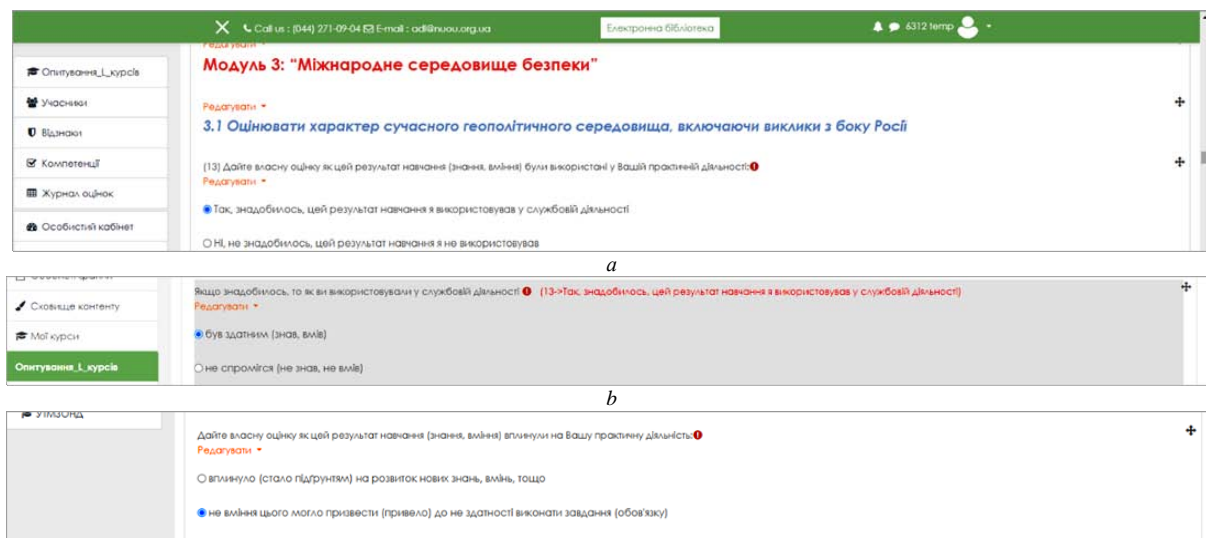 Call us : (044) 271-09-04 E-mail : adl@nuou.org.ua Електронна бібліотека 6312 temp
Редагувати
Опитування_L_курсів
Учасники
Відзнаки
Компетенції
Журнал оцінок
Особистий кабінет
Модуль 3: "Міжнародне середовище безпеки"
Редагувати
3.1 Оцінювати характер сучасного геополітичного середовища, включаючи виклики з боку Росії
(13) Дайте власну оцінку як цей результат навчання (знання, вміння) були використані у Вашій практичній діяльності:
Редагувати
Так, знадобилось, цей результат навчання я використовував у службовій діяльності
Ні, не знадобилось, цей результат навчання я не використовував
a
Сховище контенту
Мої курси
Опитування_L_курсів
Якщо знадобилось, то як ви використовували у службовій діяльності (13->Так, знадобилось, цей результат навчання я використовував у службовій діяльності)
Редагувати
був здатним (знав, вмів)
не спромігся (не знав, не вмів)
b
Дайте власну оцінку як цей результат навчання (знання, вміння) вплинули на Вашу практичну діяльність:
Редагувати
вплинуло (стало підґрунтям) на розвиток нових знань, вмінь, тощо
не вміння цього могло призвести (привело) до не здатності виконати завдання (обов'язку)